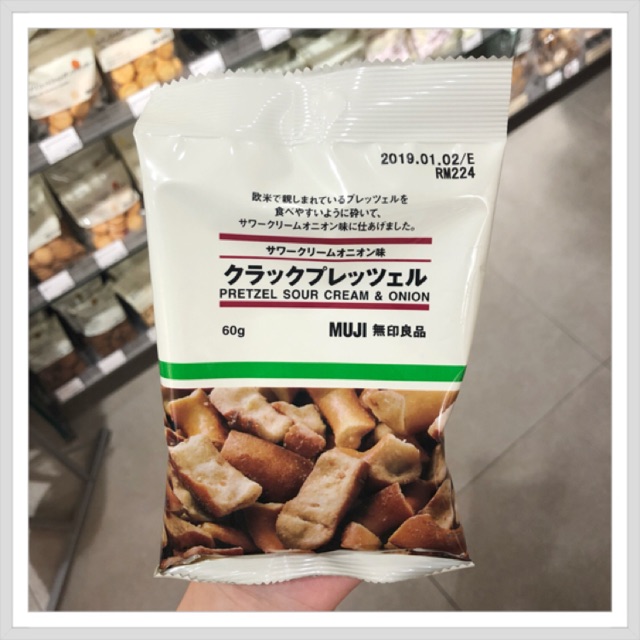 2019.01.02/E
RM224
欧米で親しまれているプレッツェルを
食べやすいように砕いて、
サワークリームオニオン味に仕あげました。
サワークリームオニオン味
クラックプレッツェル
PRETZEL SOUR CREAM & ONION
60g MUJI 無印良品